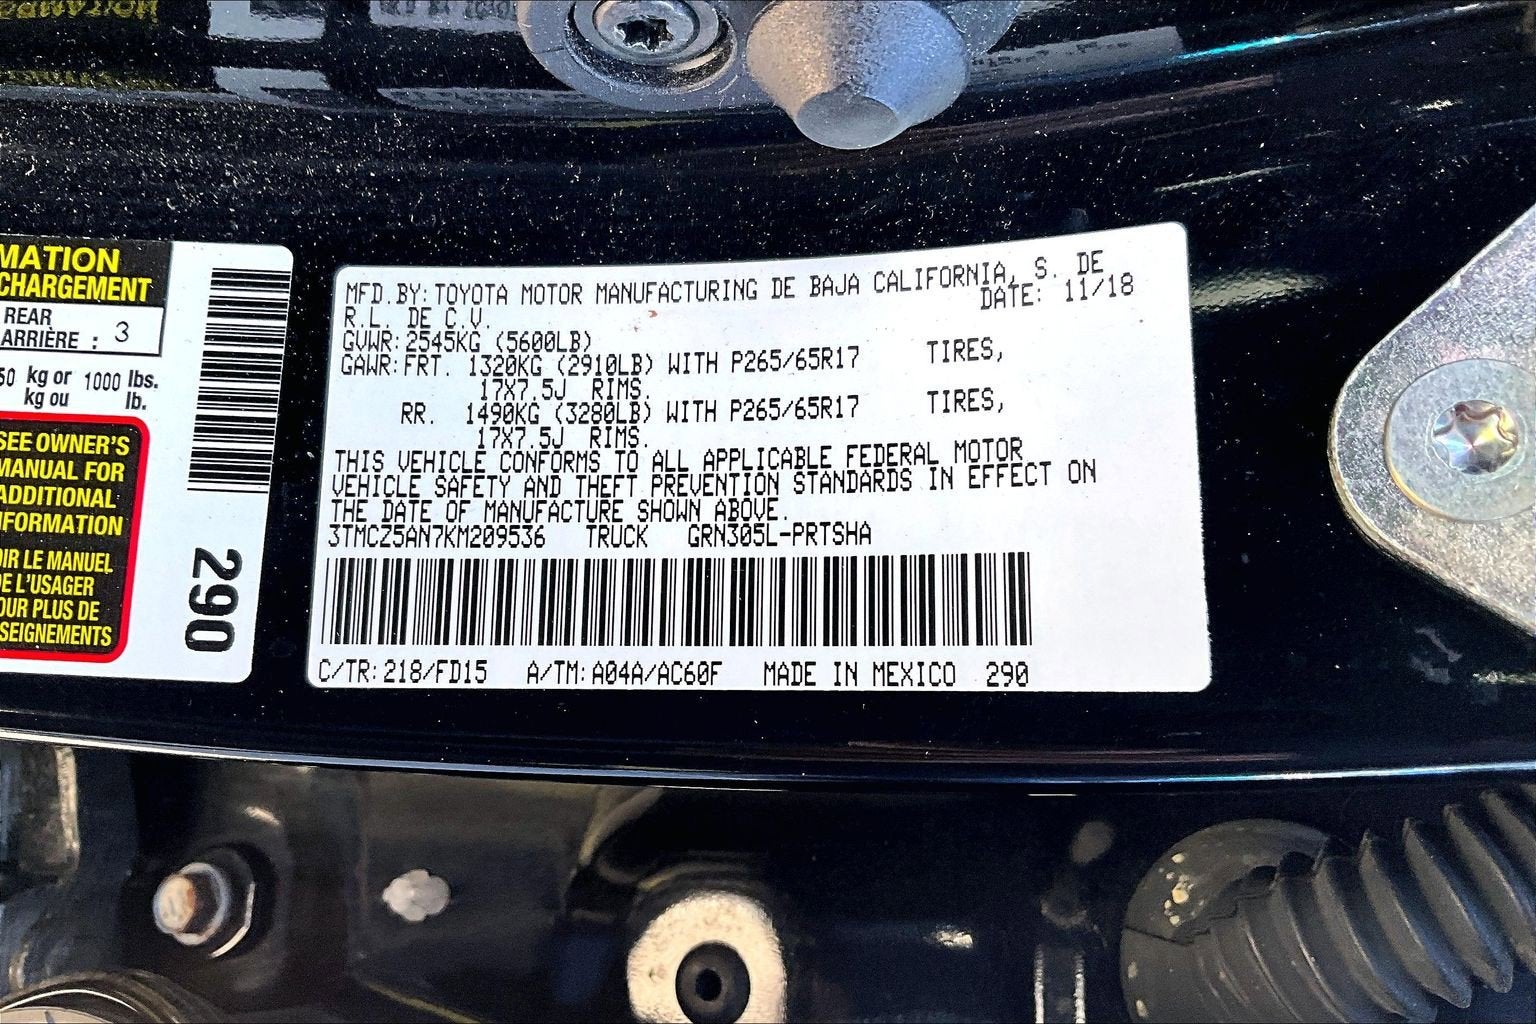 MATION
CHARGEMENT
REAR
ARRIÈRE : 3
50 kg or 1000 lbs.
kg ou lb.
SEE OWNER'S
MANUAL FOR
ADDITIONAL
NFORMATION
OIR LE MANUEL
DE L'USAGER
OUR PLUS DE
SEIGNEMENTS
290
MFD.BY: TOYOTA MOTOR MANUFACTURING DE BAJA CALIFORNIA, S. DE
R.L. DE C.V. DATE: 11/18
GVWR: 2545KG (5600LB)
GAWR: FRT. 1320KG (2910LB) WITH P265/65R17 TIRES,
17X7.5J RIMS.
RR. 1490KG (3280LB) WITH P265/65R17 TIRES,
17X7.5J RIMS.
THIS VEHICLE CONFORMS TO ALL APPLICABLE FEDERAL MOTOR
VEHICLE SAFETY AND THEFT PREVENTION STANDARDS IN EFFECT ON
THE DATE OF MANUFACTURE SHOWN ABOVE.
3TMCZ5AN7KM209536 TRUCK GRN305L-PRTSHA
C/TR: 218/FD15 A/TM: A04A/AC60F MADE IN MEXICO 290